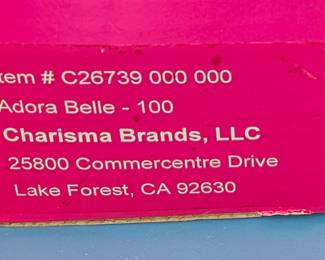 tem # C26739 000 000
Adora Belle - 100
Charisma Brands, LLC
25800 Commercentre Drive
Lake Forest, CA 92630